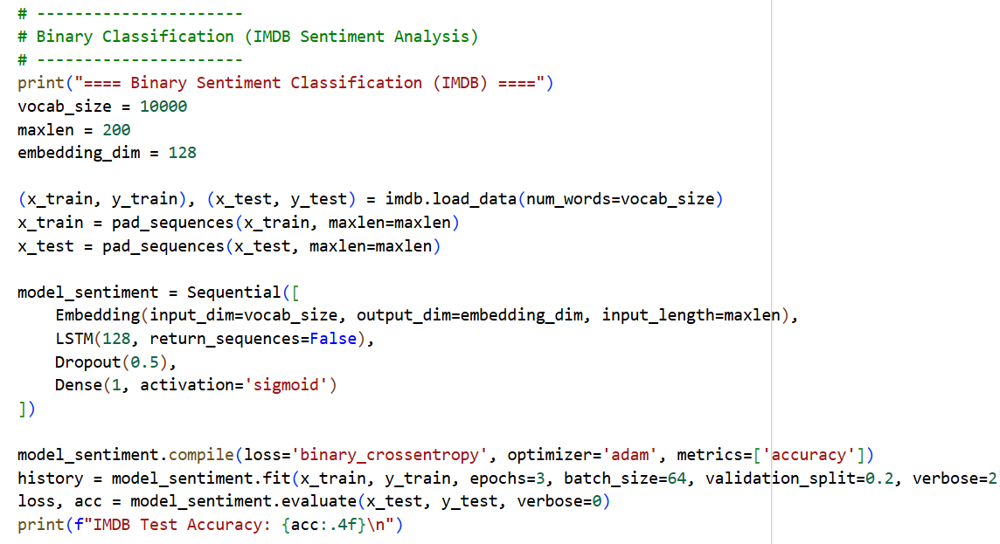 # ----------------------
# Binary Classification (IMDB Sentiment Analysis)
# ----------------------
print("==== Binary Sentiment Classification (IMDB) ====")
vocab_size = 10000
maxlen = 200
embedding_dim = 128

(x_train, y_train), (x_test, y_test) = imdb.load_data(num_words=vocab_size)
x_train = pad_sequences(x_train, maxlen=maxlen)
x_test = pad_sequences(x_test, maxlen=maxlen)

model_sentiment = Sequential([
    Embedding(input_dim=vocab_size, output_dim=embedding_dim, input_length=maxlen),
    LSTM(128, return_sequences=False),
    Dropout(0.5),
    Dense(1, activation='sigmoid')
])

model_sentiment.compile(loss='binary_crossentropy', optimizer='adam', metrics=['accuracy'])
history = model_sentiment.fit(x_train, y_train, epochs=3, batch_size=64, validation_split=0.2, verbose=2
loss, acc = model_sentiment.evaluate(x_test, y_test, verbose=0)
print(f"IMDB Test Accuracy: {acc:.4f}\n")